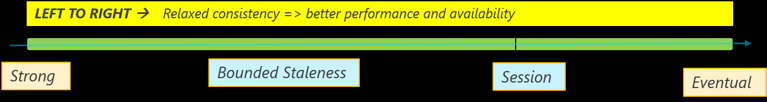 LEFT TO RIGHT → Relaxed consistency => better performance and availability
Strong
Bounded Staleness
Session
Eventual